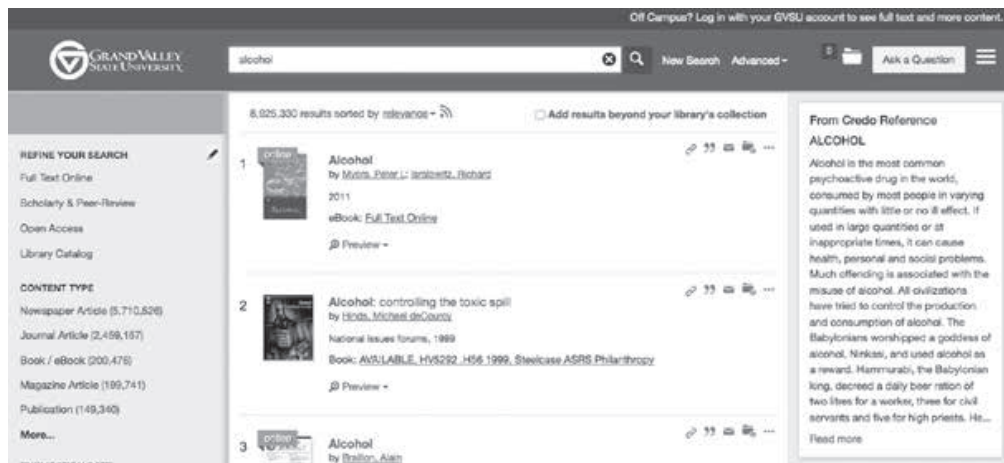 Off Campus? Log in with your GVSU account to see full text and more content.
GRAND VALLEY
STATE UNIVERSITY
alcohol
New Search
Advanced
0
Ask a Question
8,925,300 results sorted by relevance
Add results beyond your library's collection
REFINE YOUR SEARCH
Full Text Online
Scholarly & Peer-Review
Open Access
Library Catalog
CONTENT TYPE
Newspaper Article (5,710,526)
Journal Article (2,459,157)
Book / eBook (200,476)
Magazine Article (199,741)
Publication (149,340)
More...
1
online
Alcohol
by Myers, Peter L; Isralowitz, Richard
2011
eBook: Full Text Online
Preview
2
Alcohol: controlling the toxic spill
by Hinds, Michael deCourcy
National issues forums, 1999
Book: AVAILABLE, HV5292 .H56 1999, Steelcase ASRS Philanthropy
Preview
3
online
Alcohol
by Braillon, Alain
From Credo Reference
ALCOHOL
Alcohol is the most common
psychoactive drug in the world,
consumed by most people in varying
quantities with little or no ill effect. If
used in large quantities or at
inappropriate times, it can cause
health, personal and social problems.
Much offending is associated with the
misuse of alcohol. All civilizations
have tried to control the production
and consumption of alcohol. The
Babylonians worshipped a goddess of
alcohol, Ninkasi, and used alcohol as
a reward. Hammurabi, the Babylonian
king, decreed a daily beer ration of
two litres for a worker, three for civil
servants and five for high priests. He...
Read more